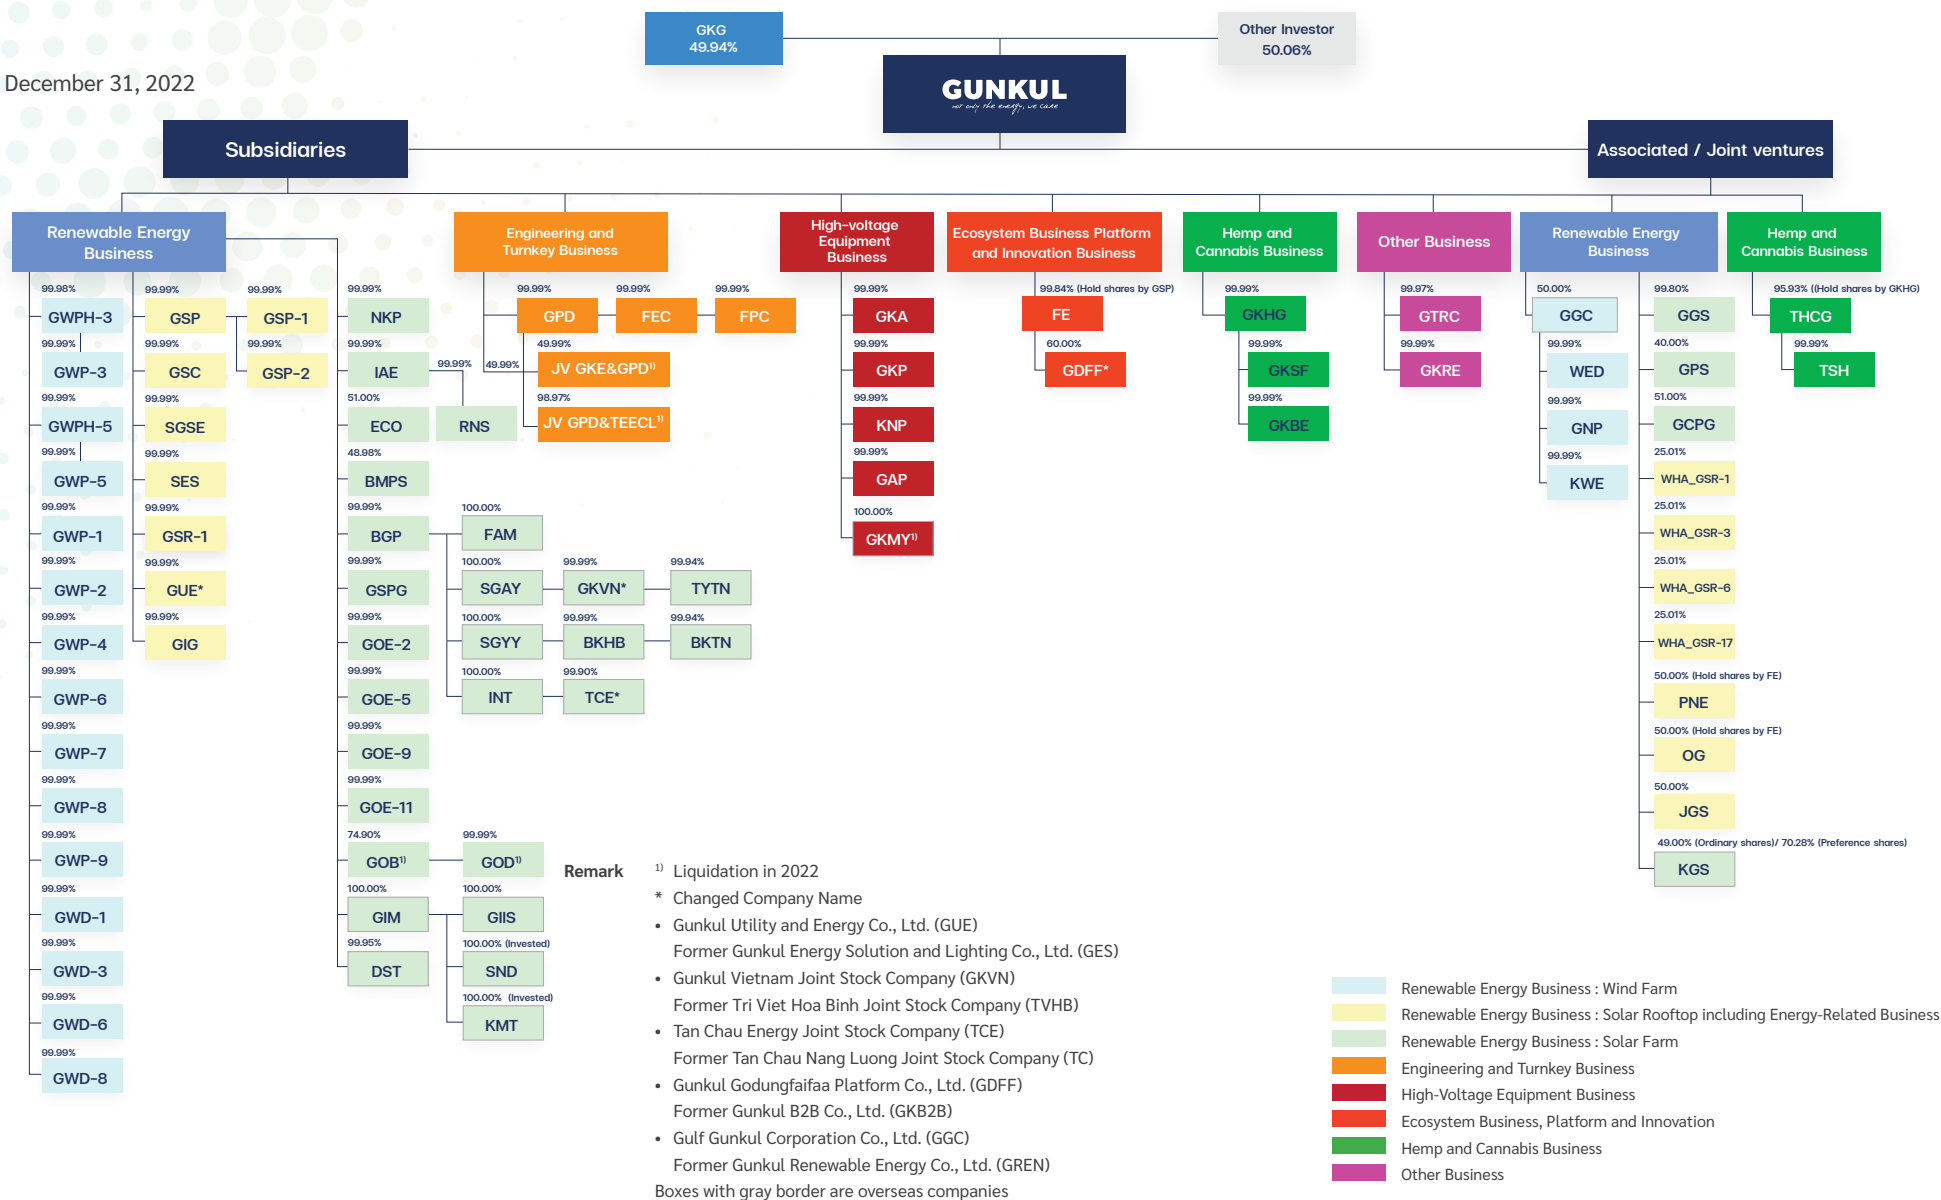 GKG
49.94%
Other Investor
50.06%
December 31, 2022
GUNKUL
not only the energy, we care
Subsidiaries
Associated / Joint ventures
Renewable Energy
Business
Engineering and
Turnkey Business
High-voltage
Equipment
Business
Ecosystem Business Platform
and Innovation Business
Hemp and
Cannabis Business
Other Business
Renewable Energy
Business
Hemp and
Cannabis Business
99.98%
GWPH-3
99.99%
GWP-3
99.99%
GWPH-5
99.99%
GWP-5
99.99%
GWP-1
99.99%
GWP-2
99.99%
GWP-4
99.99%
GWP-6
99.99%
GWP-7
99.99%
GWP-8
99.99%
GWP-9
99.99%
GWD-1
99.99%
GWD-3
99.99%
GWD-6
99.99%
GWD-8
99.99%
GSP
99.99%
GSC
99.99%
SGSE
99.99%
SES
99.99%
GSR-1
99.99%
GUE*
99.99%
GIG
99.99%
GSP-1
99.99%
GSP-2
99.99%
NKP
99.99%
IAE
51.00%
ECO
48.98%
BMPS
99.99%
BGP
99.99%
GSPG
99.99%
GOE-2
99.99%
GOE-5
99.99%
GOE-9
99.99%
GOE-11
74.90%
GOB1)
100.00%
GIM
99.95%
DST
99.99%
RNS
100.00%
FAM
100.00%
SGAY
99.99%
GKVN*
99.94%
TYTN
100.00%
SGYY
99.99%
BKHB
99.94%
BKTN
100.00%
INT
99.90%
TCE*
99.99%
GOD1)
100.00%
GIIS
100.00% (Invested)
SND
100.00% (Invested)
KMT
99.99%
GPD
99.99%
FEC
99.99%
FPC
49.99%
49.99%
JV GKE&GPD1)
98.97%
JV GPD&TEECL1)
99.99%
GKA
99.99%
GKP
99.99%
KNP
99.99%
GAP
100.00%
GKMY1)
99.84% (Hold shares by GSP)
FE
60.00%
GDFF*
99.99%
GKHG
99.99%
GKSF
99.99%
GKBE
99.97%
GTRC
99.99%
GKRE
50.00%
GGC
99.99%
WED
99.99%
GNP
99.99%
KWE
99.80%
GGS
40.00%
GPS
51.00%
GCPG
25.01%
WHA_GSR-1
25.01%
WHA_GSR-3
25.01%
WHA_GSR-6
25.01%
WHA_GSR-17
50.00% (Hold shares by FE)
PNE
50.00% (Hold shares by FE)
OG
50.00%
JGS
49.00% (Ordinary shares)/ 70.28% (Preference shares)
KGS
95.93% ((Hold shares by GKHG)
THCG
99.99%
TSH
Remark
1) Liquidation in 2022
* Changed Company Name
• Gunkul Utility and Energy Co., Ltd. (GUE)
Former Gunkul Energy Solution and Lighting Co., Ltd. (GES)
• Gunkul Vietnam Joint Stock Company (GKVN)
Former Tri Viet Hoa Binh Joint Stock Company (TVHB)
• Tan Chau Energy Joint Stock Company (TCE)
Former Tan Chau Nang Luong Joint Stock Company (TC)
• Gunkul Godungfaifaa Platform Co., Ltd. (GDFF)
Former Gunkul B2B Co., Ltd. (GKB2B)
• Gulf Gunkul Corporation Co., Ltd. (GGC)
Former Gunkul Renewable Energy Co., Ltd. (GREN)
Boxes with gray border are overseas companies
Renewable Energy Business : Wind Farm
Renewable Energy Business : Solar Rooftop including Energy-Related Business
Renewable Energy Business : Solar Farm
Engineering and Turnkey Business
High-Voltage Equipment Business
Ecosystem Business, Platform and Innovation
Hemp and Cannabis Business
Other Business